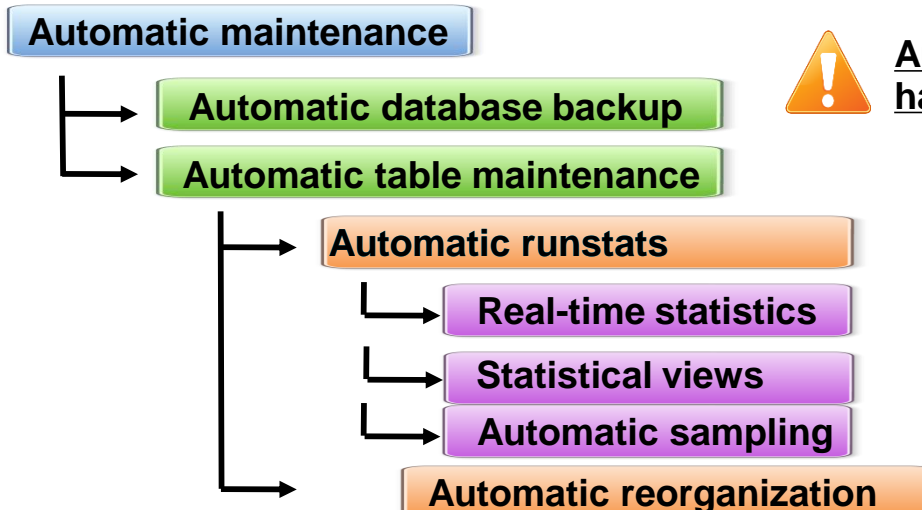 Automatic maintenance
A
ha
Automatic database backup
Automatic table maintenance
Automatic runstats
Real-time statistics
Statistical views
Automatic sampling
Automatic reorganization